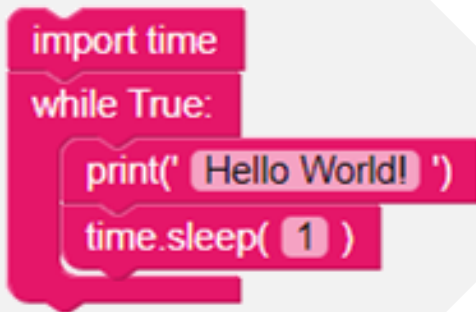 import time
while True:
print(' Hello World! ')
time.sleep( 1 )